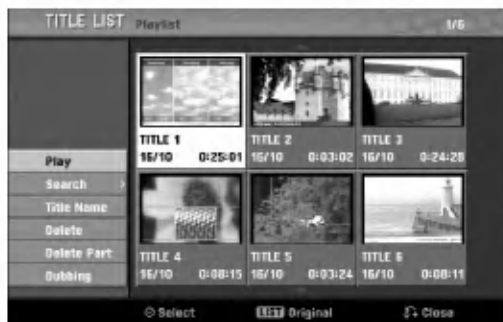 TITLE LIST Playlist 1/6
TITLE 1
16/10 0:25:01
TITLE 2
16/10 0:03:02
TITLE 3
16/10 0:24:28
Play
Search
Title Name
Delete
Delete Part
Dubbing
TITLE 4
16/10 0:08:15
TITLE 5
16/10 0:03:24
TITLE 6
16/10 0:08:11
Select LIST Original Close